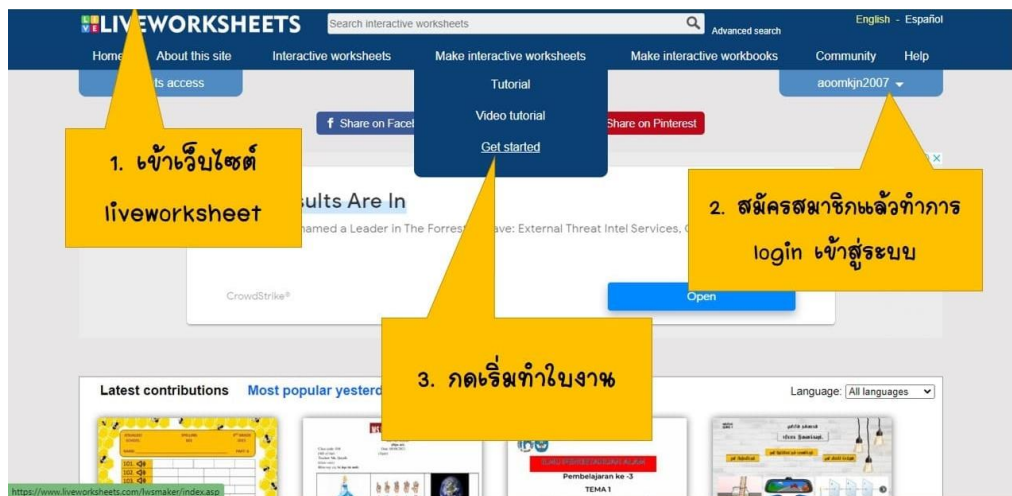 LIVEWORKSHEETS
Search interactive worksheets
Advanced search
English - Español
Home
About this site
Interactive worksheets
Make interactive worksheets
Make interactive workbooks
Community
Help
ts access
Tutorial
aoomkjn2007
Video tutorial
Share on Facel
Share on Pinterest
Get started
1. เข้าเว็บไซต์
liveworksheet
2. สมัครสมาชิกแล้วทำการ
login เข้าสู่ระบบ
sults Are In
named a Leader in The Forrest ave: External Threat Intel Services,
CrowdStrike®
Open
3. กดเริ่มทำใบงาน
Latest contributions
Most popular yesterd
Language: All languages
Pembelajaran ke -3
TEMA 1
https://www.liveworksheets.com/lwsmaker/index.asp